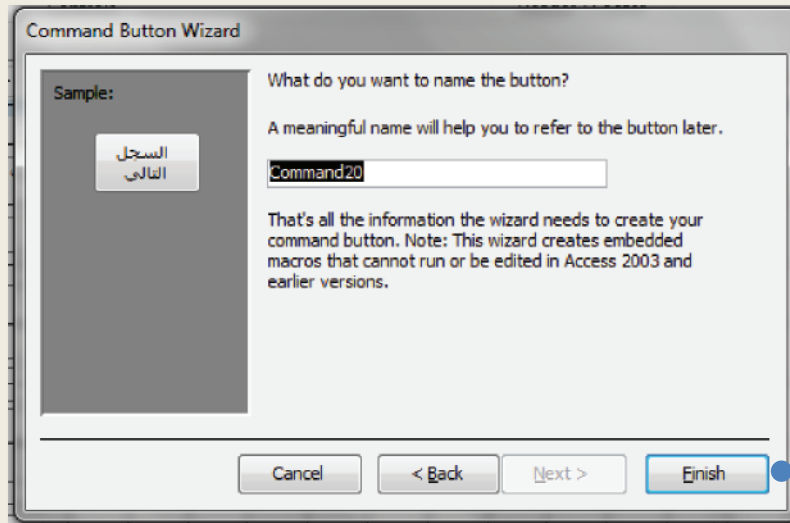 Command Button Wizard
Sample:
السجل
التالي
What do you want to name the button?
A meaningful name will help you to refer to the button later.
Command20
That's all the information the wizard needs to create your
command button. Note: This wizard creates embedded
macros that cannot run or be edited in Access 2003 and
earlier versions.
Cancel
< Back
Next >
Finish